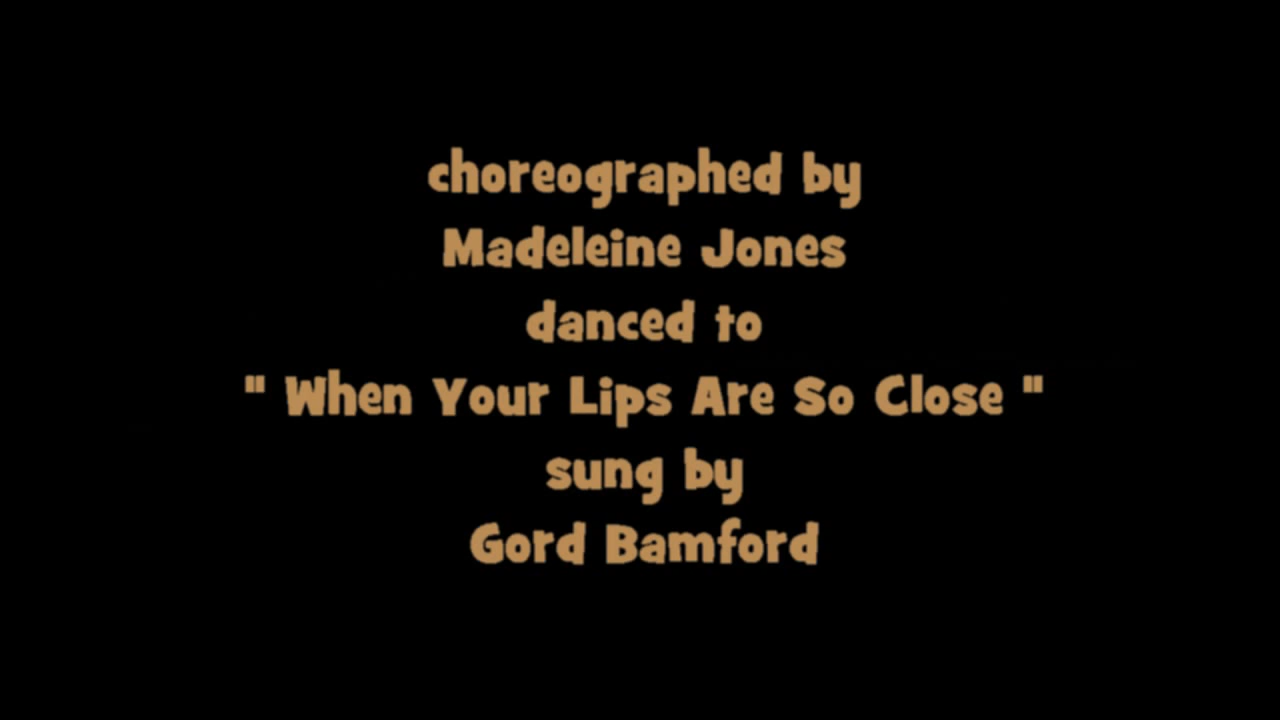 choreographed by
Madeleine Jones
danced to
" When Your Lips Are So Close "
sung by
Gord Bamford